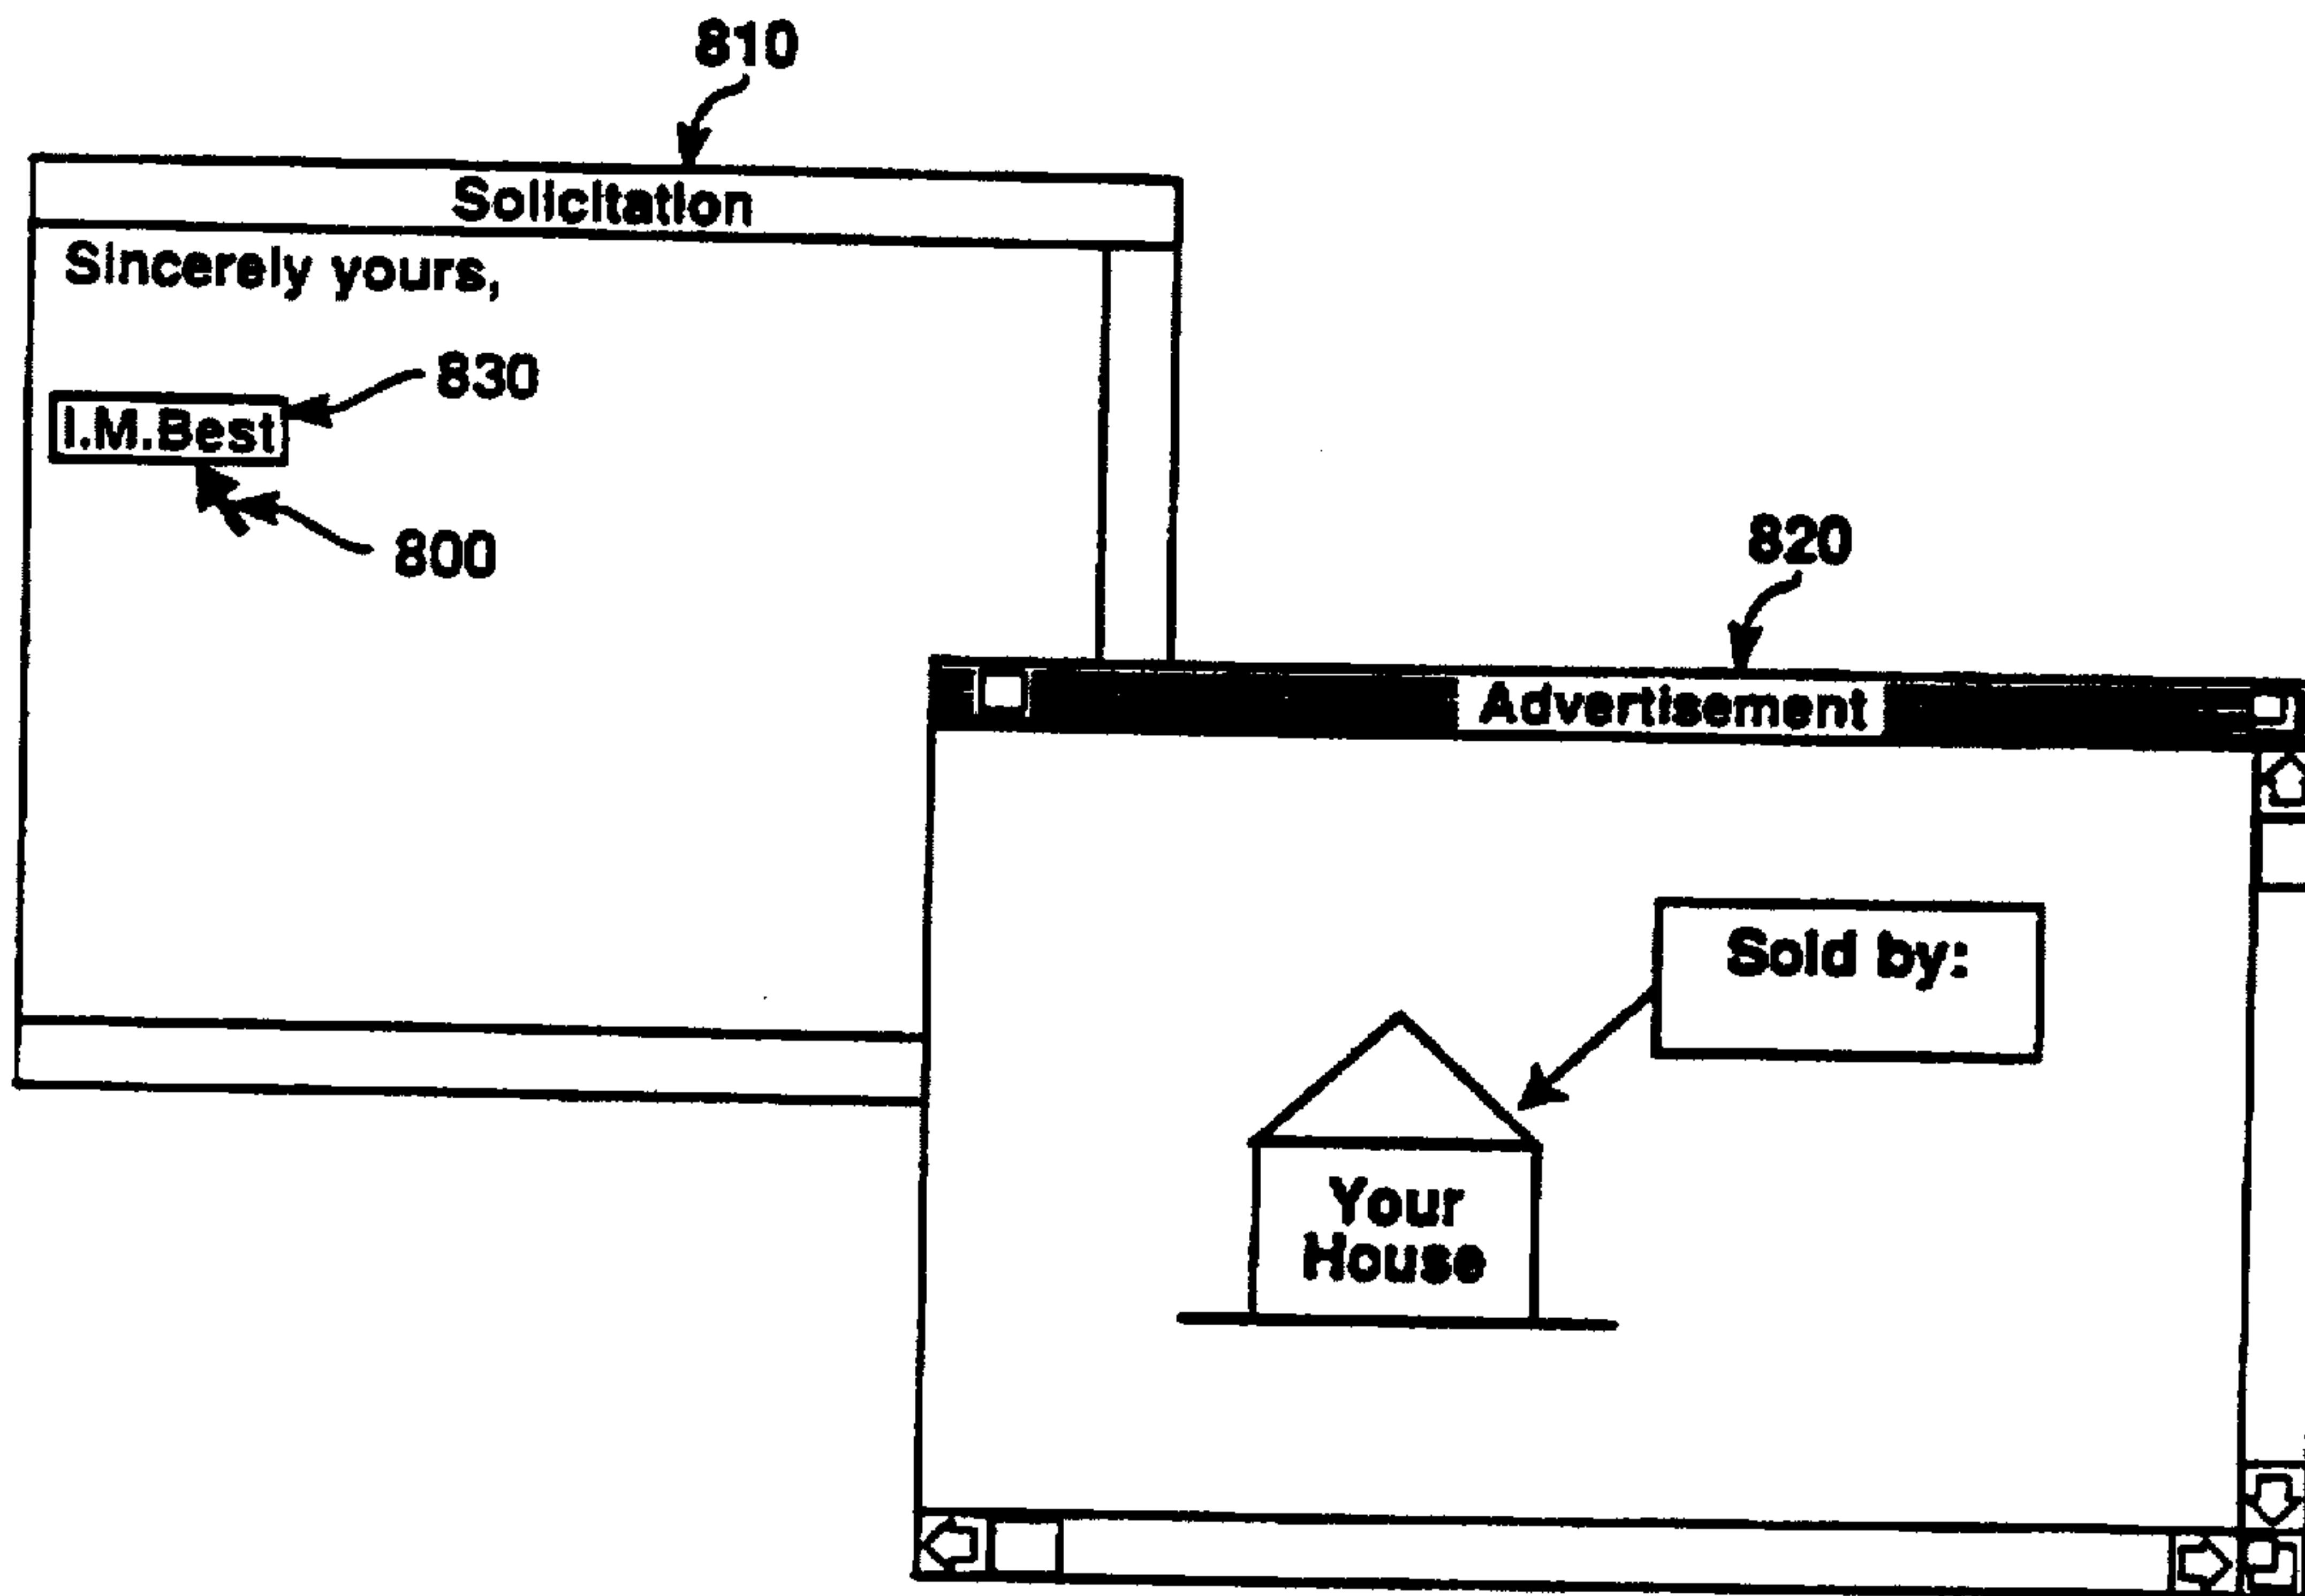 810
Solicitation
Sincerely yours,
830
I.M.Best
800
820
Advertisement
Sold by:
Your
House